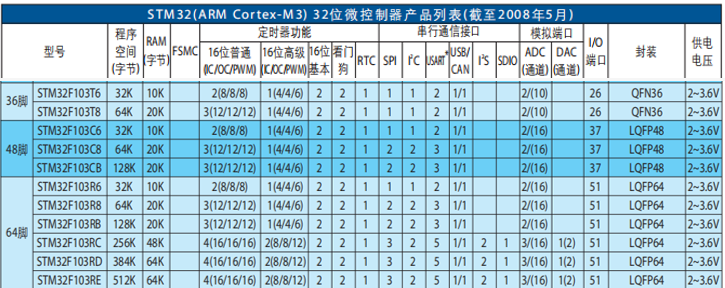 STM32(ARM Cortex-M3) 32位微控制器产品列表(截至2008年5月)
型号 程序空间(字节) RAM(字节) FSMC 定时器功能 串行通信接口 模拟端口 I/O端口 封装 供电电压
16位普通(IC/OC/PWM) 16位高级(IC/OC/PWM) 16位基本 看门狗 RTC SPI I²C USART* USB/CAN I²S SDIO ADC(通道) DAC(通道)
36脚
STM32F103T6 32K 10K 2(8/8/8) 1(4/4/6) 2 2 1 1 1 2 1/1 2/(10) 26 QFN36 2~3.6V
STM32F103T8 64K 20K 3(12/12/12) 1(4/4/6) 2 2 1 1 1 2 1/1 2/(10) 26 QFN36 2~3.6V
48脚
STM32F103C6 32K 10K 2(8/8/8) 1(4/4/6) 2 2 1 1 1 2 1/1 2/(16) 37 LQFP48 2~3.6V
STM32F103C8 64K 20K 3(12/12/12) 1(4/4/6) 2 2 1 2 2 3 1/1 2/(16) 37 LQFP48 2~3.6V
STM32F103CB 128K 20K 3(12/12/12) 1(4/4/6) 2 2 1 2 2 3 1/1 2/(16) 37 LQFP48 2~3.6V
64脚
STM32F103R6 32K 10K 2(8/8/8) 1(4/4/6) 2 2 1 1 1 2 1/1 2/(16) 51 LQFP64 2~3.6V
STM32F103R8 64K 20K 3(12/12/12) 1(4/4/6) 2 2 1 2 2 3 1/1 2/(16) 51 LQFP64 2~3.6V
STM32F103RB 128K 20K 3(12/12/12) 1(4/4/6) 2 2 1 2 2 3 1/1 2/(16) 51 LQFP64 2~3.6V
STM32F103RC 256K 48K 4(16/16/16) 2(8/8/12) 2 2 1 3 2 5 1/1 2 1 3/(16) 1(2) 51 LQFP64 2~3.6V
STM32F103RD 384K 64K 4(16/16/16) 2(8/8/12) 2 2 1 3 2 5 1/1 2 1 3/(16) 1(2) 51 LQFP64 2~3.6V
STM32F103RE 512K 64K 4(16/16/16) 2(8/8/12) 2 2 1 3 2 5 1/1 2 1 3/(16) 1(2) 51 LQFP64 2~3.6V